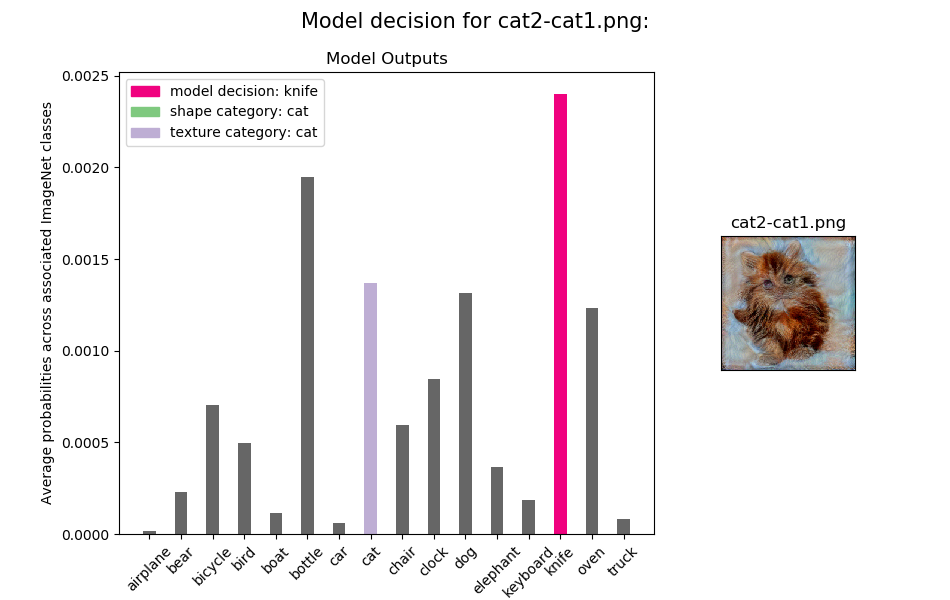 Model decision for cat2-cat1.png:
Model Outputs
model decision: knife
shape category: cat
texture category: cat
Average probabilities across associated ImageNet classes
0.0025
0.0020
0.0015
0.0010
0.0005
0.0000
airplane
bear
bicycle
bird
boat
bottle
car
cat
chair
clock
dog
elephant
keyboard
knife
oven
truck
cat2-cat1.png